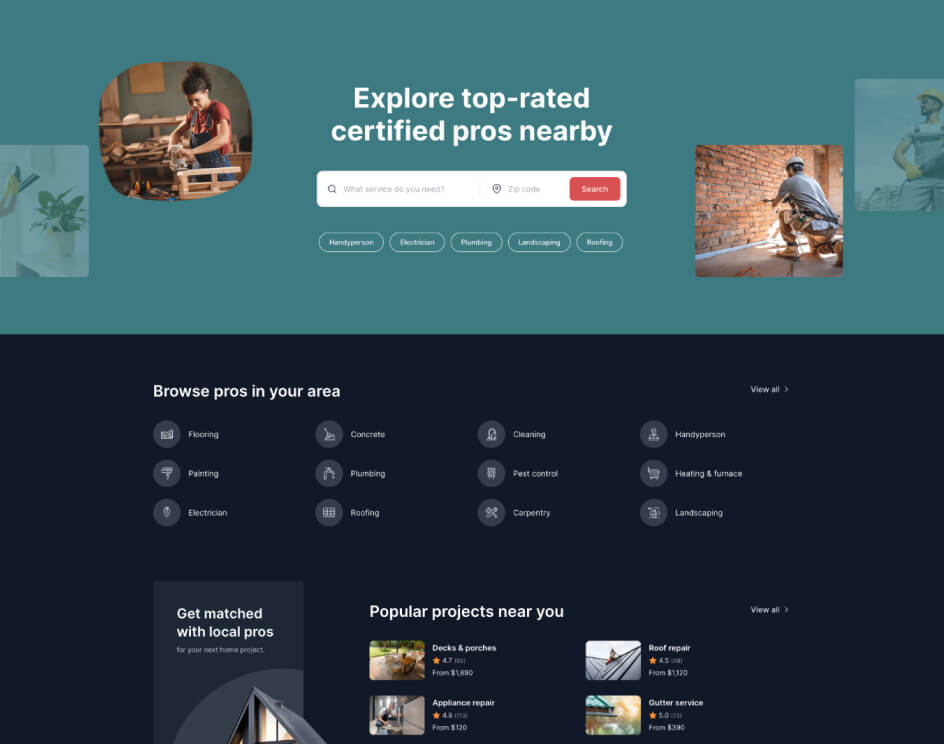 Explore top-rated
certified pros nearby
What service do you need?
Zip code
Search
Handyperson
Electrician
Plumbing
Landscaping
Roofing
Browse pros in your area
View all
Flooring
Concrete
Cleaning
Handyperson
Painting
Plumbing
Pest control
Heating & furnace
Electrician
Roofing
Carpentry
Landscaping
Get matched
with local pros
for your next home project.
Popular projects near you
View all
Decks & porches
4.7 (95)
From $1,890
Roof repair
4.5 (48)
From $1,120
Appliance repair
4.8 (113)
From $120
Gutter service
5.0 (73)
From $390